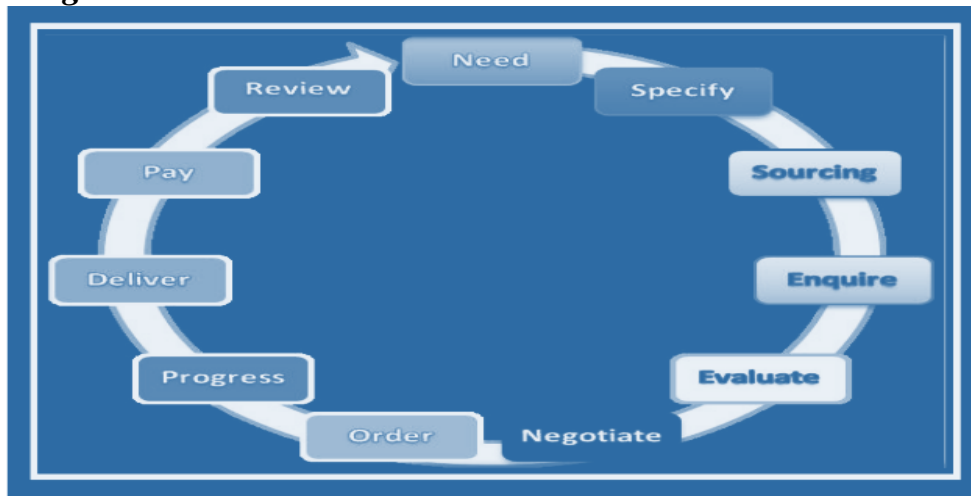 Need
Specify
Sourcing
Enquire
Evaluate
Negotiate
Order
Progress
Deliver
Pay
Review